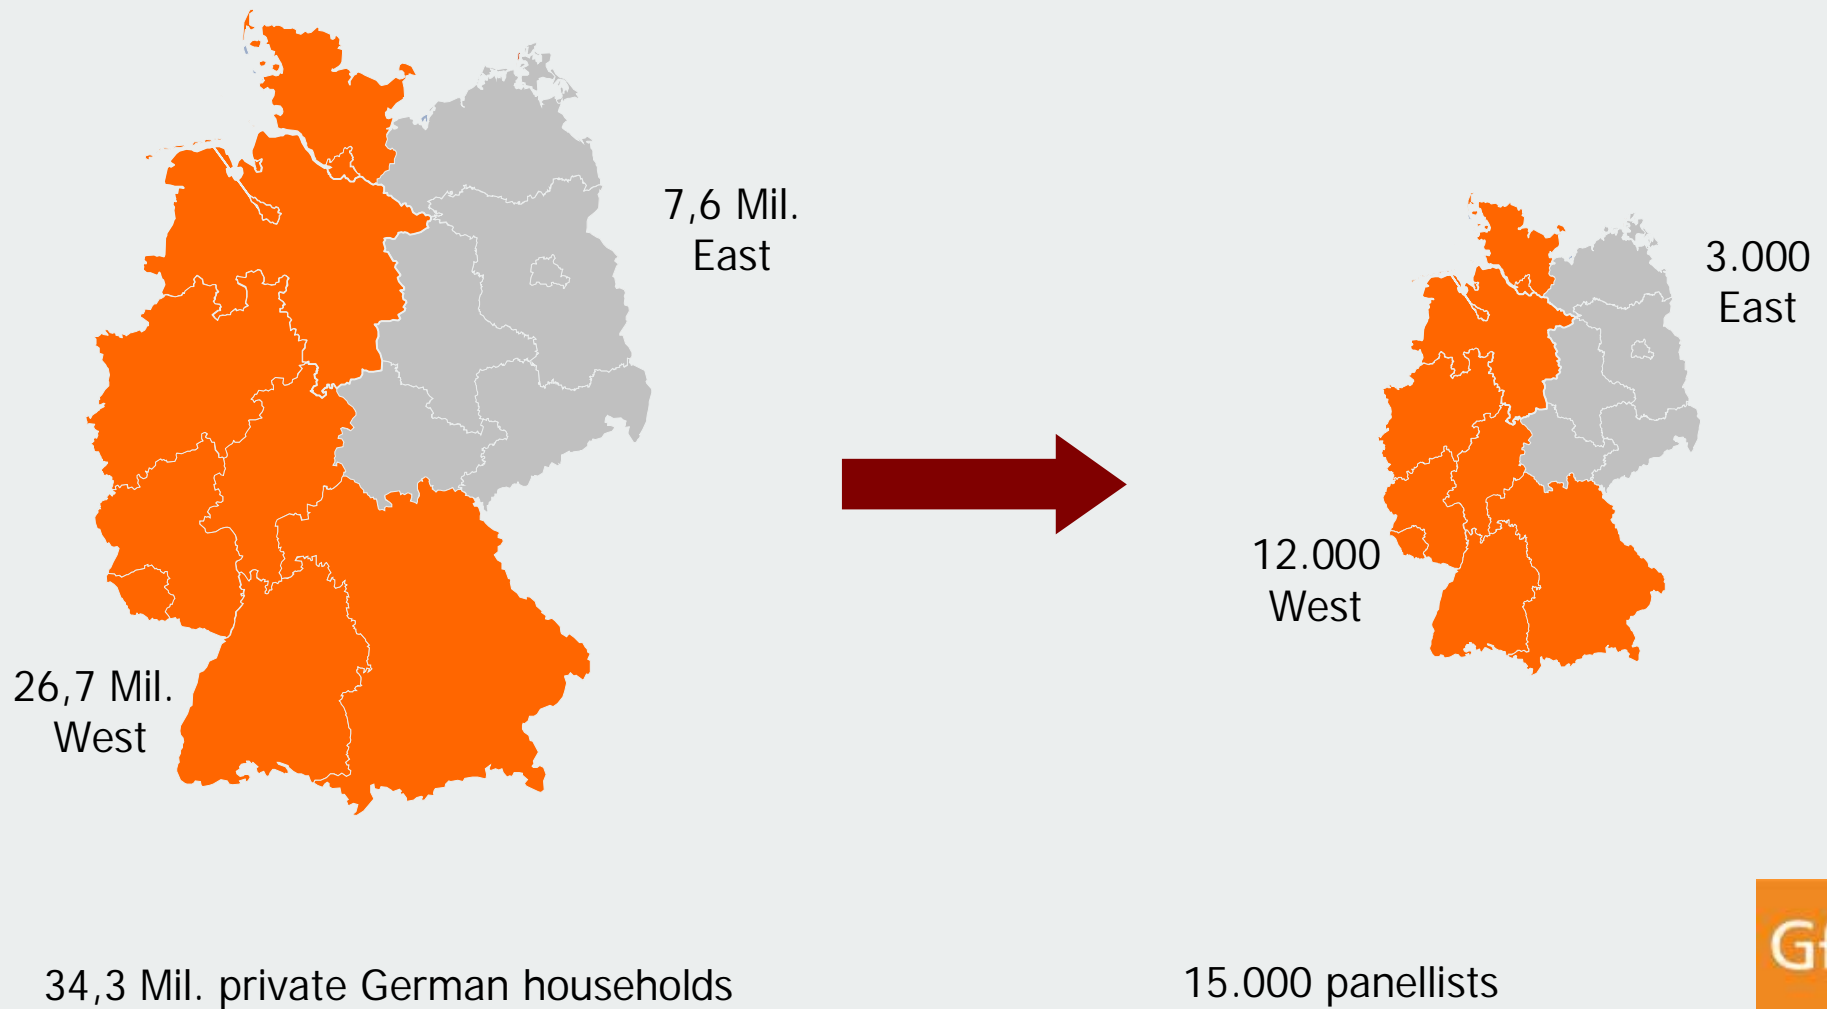 7,6 Mil.
East
26,7 Mil.
West
3.000
East
12.000
West
34,3 Mil. private German households
15.000 panellists